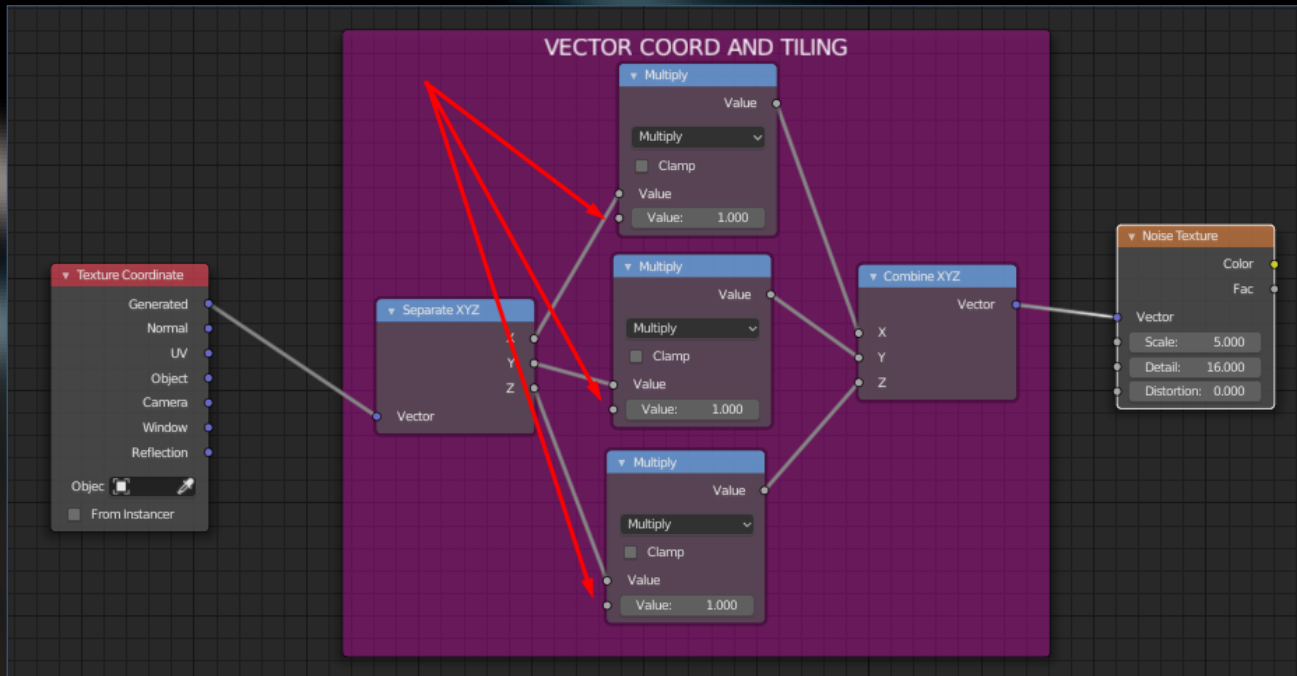 VECTOR COORD AND TILING
Texture Coordinate
Generated
Normal
UV
Object
Camera
Window
Reflection
Objec
From Instancer
Separate XYZ
X
Y
Z
Vector
Multiply
Value
Multiply
Clamp
Value
Value: 1.000
Multiply
Value
Multiply
Clamp
Value
Value: 1.000
Multiply
Value
Multiply
Clamp
Value
Value: 1.000
Combine XYZ
Vector
X
Y
Z
Noise Texture
Color
Fac
Vector
Scale: 5.000
Detail: 16.000
Distortion: 0.000